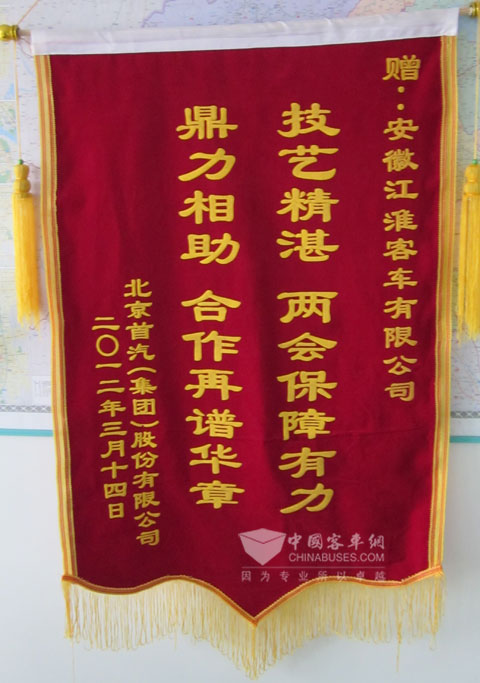 赠：安徽江淮客车有限公司
技艺精湛 两会保障有力
鼎力相助 合作再谱华章
北京首汽（集团）股份有限公司
二〇一二年三月十四日
中國客車網
CHINABUSES.COM
因为专业所以卓越